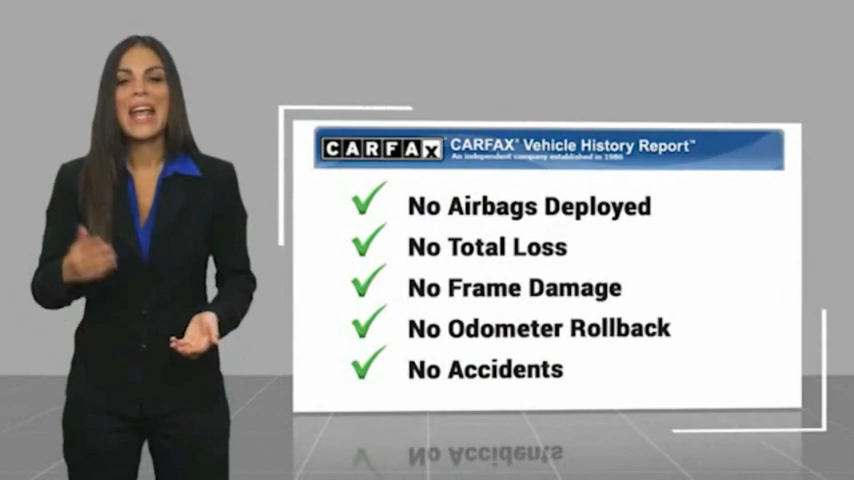 CARFAX CARFAX® Vehicle History Report™
An independent company established in 1986
No Airbags Deployed
No Total Loss
No Frame Damage
No Odometer Rollback
No Accidents
No Accidents